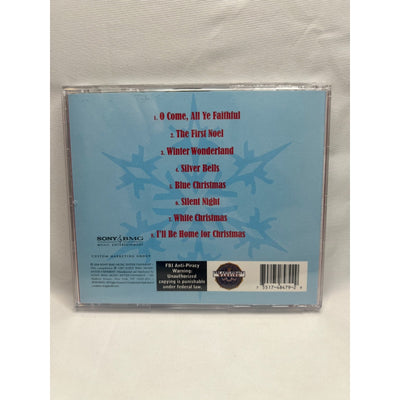 1. O Come, All Ye Faithful
2. The First Noel
3. Winter Wonderland
4. Silver Bells
5. Blue Christmas
6. Silent Night
7. White Christmas
8. I'll Be Home for Christmas
SONY BMG
MUSIC ENTERTAINMENT
CUSTOM MARKETING GROUP
FBI Anti-Piracy
Warning:
Unauthorized
copying is punishable
under federal law.